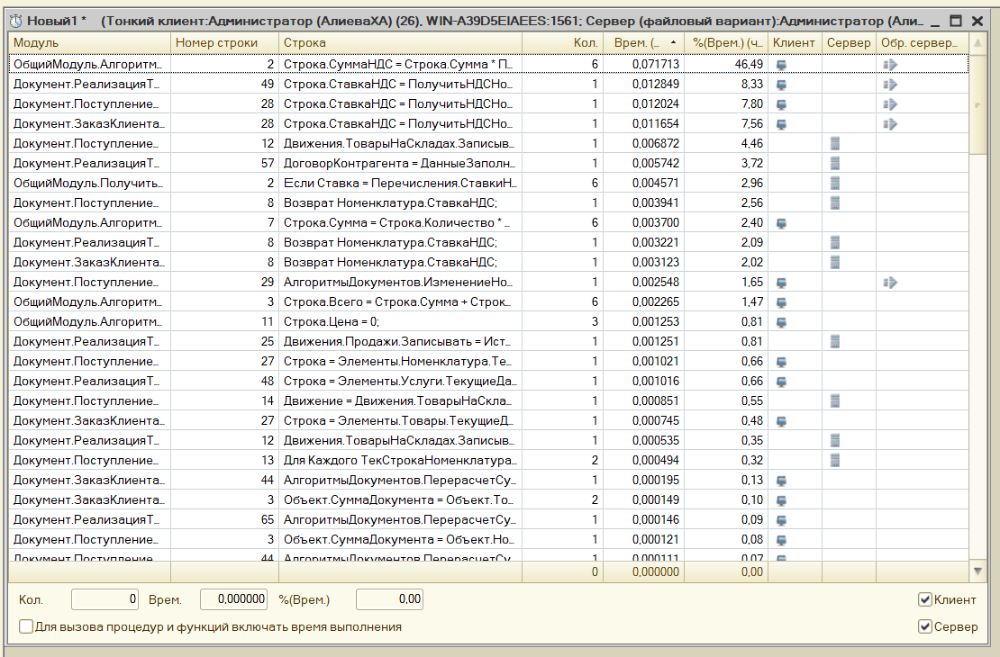 Новый1 * (Тонкий клиент:Администратор (АлиеваХА) (26), WIN-A39D5EIAEES:1561; Сервер (файловый вариант):Администратор (Али...
Модуль Номер строки Строка Кол. Врем. (... %(Врем.) (ч... Клиент Сервер Обр. сервер...
ОбщийМодуль.Алгоритм... 2 Строка.СуммаНДС = Строка.Сумма * П... 6 0,071713 46,49
Документ.РеализацияТ... 49 Строка.СтавкаНДС = ПолучитьНДСНо... 1 0,012849 8,33
Документ.Поступление... 28 Строка.СтавкаНДС = ПолучитьНДСНо... 1 0,012024 7,80
Документ.ЗаказКлиента... 28 Строка.СтавкаНДС = ПолучитьНДСНо... 1 0,011654 7,56
Документ.Поступление... 12 Движения.ТоварыНаСкладах.Записыв... 1 0,006872 4,46
Документ.РеализацияТ... 57 ДоговорКонтрагента = ДанныеЗаполн... 1 0,005742 3,72
ОбщийМодуль.Получить... 2 Если Ставка = Перечисления.СтавкиН... 6 0,004571 2,96
Документ.Поступление... 8 Возврат Номенклатура.СтавкаНДС; 1 0,003941 2,56
ОбщийМодуль.Алгоритм... 7 Строка.Сумма = Строка.Количество * ... 6 0,003700 2,40
Документ.РеализацияТ... 8 Возврат Номенклатура.СтавкаНДС; 1 0,003221 2,09
Документ.ЗаказКлиента... 8 Возврат Номенклатура.СтавкаНДС; 1 0,003123 2,02
Документ.Поступление... 29 АлгоритмыДокументов.ИзменениеНо... 1 0,002548 1,65
ОбщийМодуль.Алгоритм... 3 Строка.Всего = Строка.Сумма + Строк... 6 0,002265 1,47
ОбщийМодуль.Алгоритм... 11 Строка.Цена = 0; 3 0,001253 0,81
Документ.РеализацияТ... 25 Движения.Продажи.Записывать = Ист... 1 0,001251 0,81
Документ.Поступление... 27 Строка = Элементы.Номенклатура.Те... 1 0,001021 0,66
Документ.РеализацияТ... 48 Строка = Элементы.Услуги.ТекущиеДа... 1 0,001016 0,66
Документ.Поступление... 14 Движение = Движения.ТоварыНаСкла... 1 0,000851 0,55
Документ.ЗаказКлиента... 27 Строка = Элементы.Товары.ТекущиеД... 1 0,000745 0,48
Документ.РеализацияТ... 12 Движения.ТоварыНаСкладах.Записыв... 1 0,000535 0,35
Документ.Поступление... 13 Для Каждого ТекСтрокаНоменклатура... 2 0,000494 0,32
Документ.ЗаказКлиента... 44 АлгоритмыДокументов.ПерерасчетСу... 1 0,000195 0,13
Документ.ЗаказКлиента... 3 Объект.СуммаДокумента = Объект.То... 2 0,000149 0,10
Документ.РеализацияТ... 65 АлгоритмыДокументов.ПерерасчетСу... 1 0,000146 0,09
Документ.Поступление... 3 Объект.СуммаДокумента = Объект.Но... 1 0,000121 0,08
Документ.Поступление... 44 АлгоритмыДокументов.ПерерасчетСу... 1 0,000111 0,07
0 0,000000 0,00
Кол. 0 Врем. 0,000000 %(Врем.) 0,00 Клиент
Для вызова процедур и функций включать время выполнения Сервер